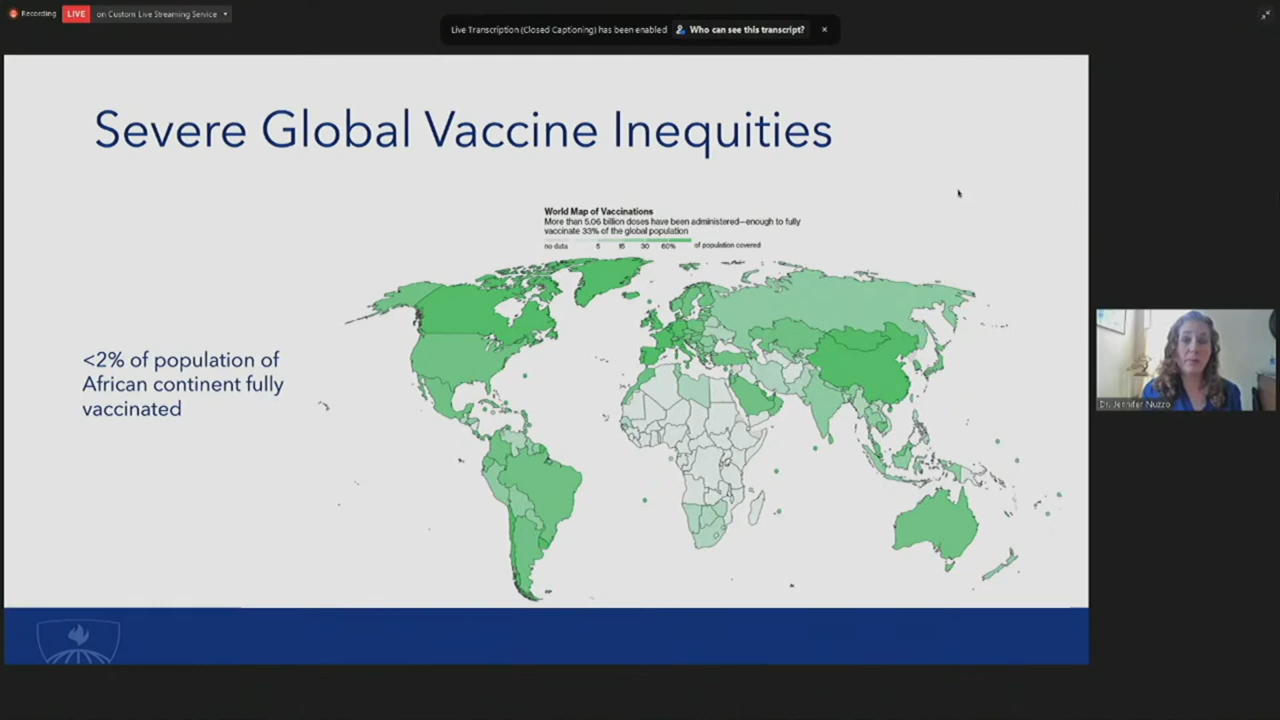 Recording
LIVE
on Custom Live Streaming Service
Live Transcription (Closed Captioning) has been enabled
Who can see this transcript?
Severe Global Vaccine Inequities
World Map of Vaccinations
More than 5.06 billion doses have been administered—enough to fully
vaccinate 33% of the global population
no data 5 15 30 60% of population covered
<2% of population of
African continent fully
vaccinated
Dr. Jennifer Nuzzo